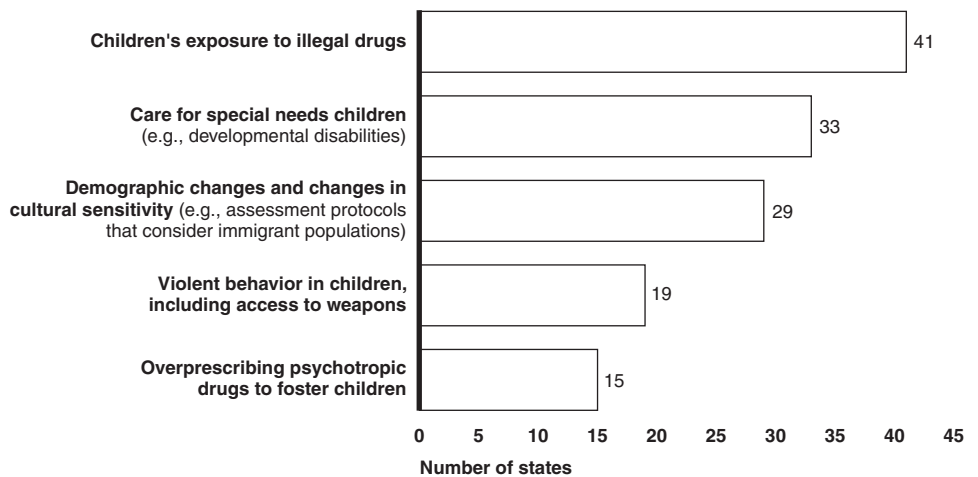 Children's exposure to illegal drugs
41
Care for special needs children
(e.g., developmental disabilities)
33
Demographic changes and changes in
cultural sensitivity (e.g., assessment protocols
that consider immigrant populations)
29
Violent behavior in children,
including access to weapons
19
Overprescribing psychotropic
drugs to foster children
15
0 5 10 15 20 25 30 35 40 45
Number of states